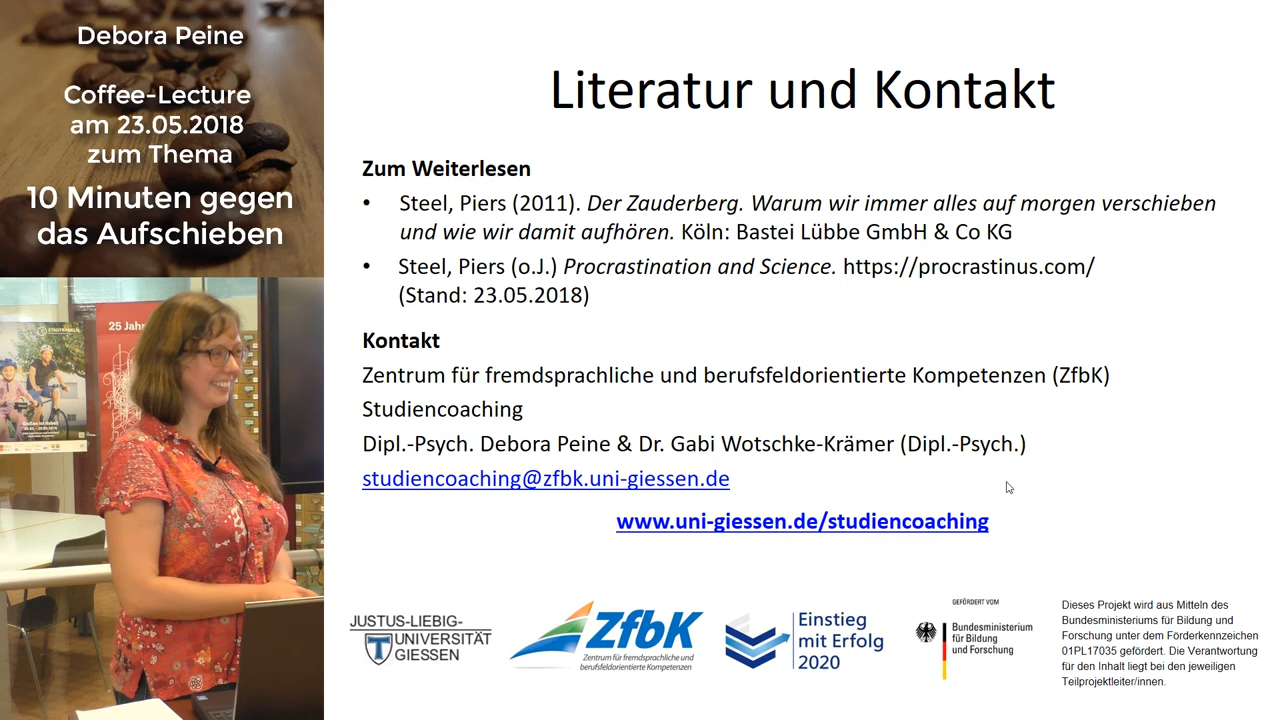 Debora Peine
Coffee-Lecture
am 23.05.2018
zum Thema
10 Minuten gegen
das Aufschieben
25 Jahr
Literatur und Kontakt
Zum Weiterlesen
• Steel, Piers (2011). Der Zauderberg. Warum wir immer alles auf morgen verschieben
und wie wir damit aufhören. Köln: Bastei Lübbe GmbH & Co KG
• Steel, Piers (o.J.) Procrastination and Science. https://procrastinus.com/
(Stand: 23.05.2018)
Kontakt
Zentrum für fremdsprachliche und berufsfeldorientierte Kompetenzen (ZfbK)
Studiencoaching
Dipl.-Psych. Debora Peine & Dr. Gabi Wotschke-Krämer (Dipl.-Psych.)
studiencoaching@zfbk.uni-giessen.de
www.uni-giessen.de/studiencoaching
JUSTUS-LIEBIG-
UNIVERSITÄT
GIESSEN
ZfbK
Zentrum für fremdsprachliche und
berufsfeldorientierte Kompetenzen
Einstieg
mit Erfolg
2020
GEFÖRDERT VOM
Bundesministerium
für Bildung
und Forschung
Dieses Projekt wird aus Mitteln des
Bundesministeriums für Bildung und
Forschung unter dem Förderkennzeichen
01PL17035 gefördert. Die Verantwortung
für den Inhalt liegt bei den jeweiligen
Teilprojektleiter/innen.